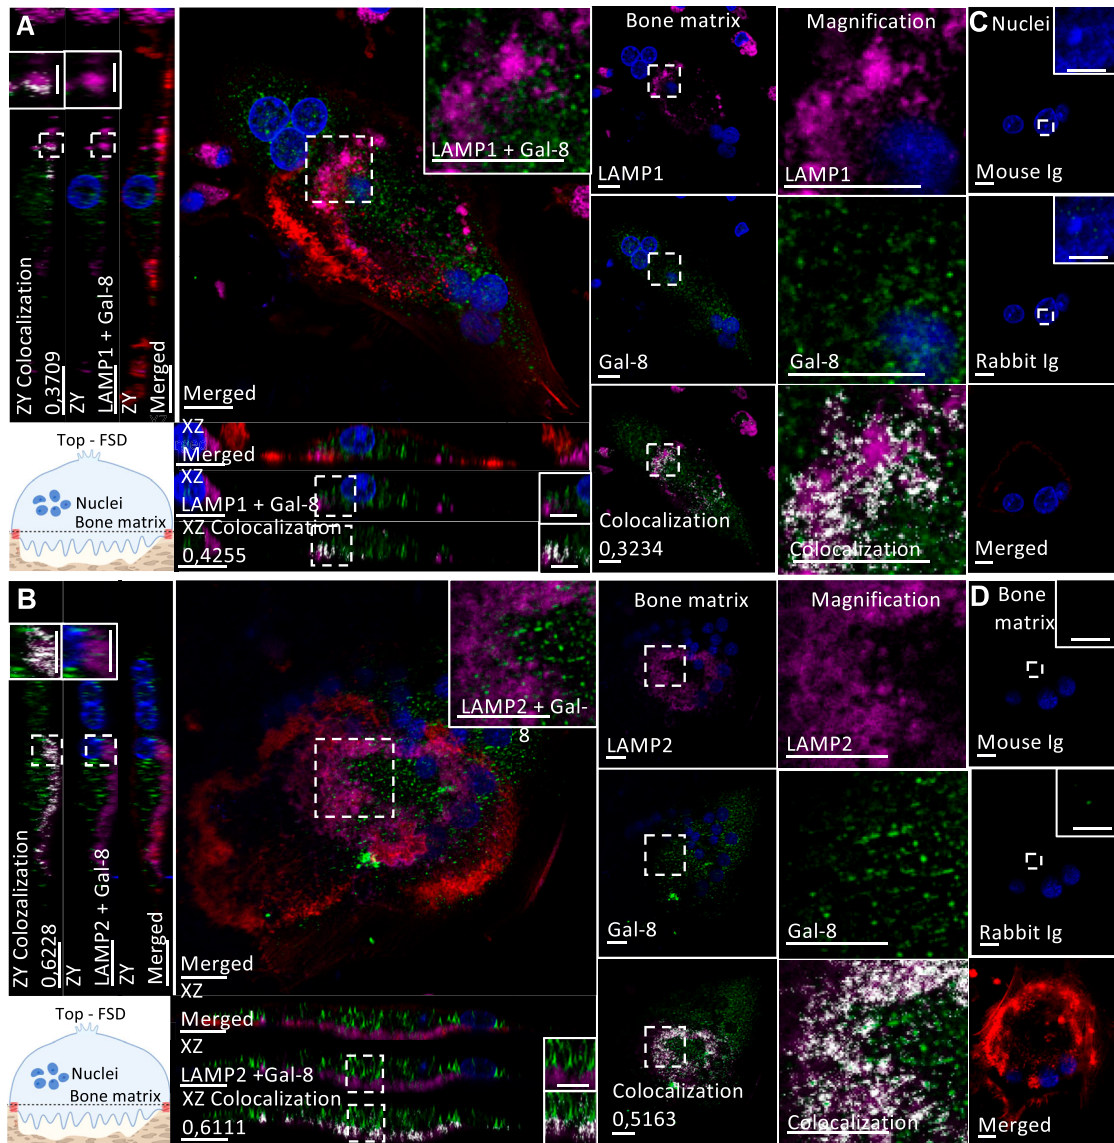 A
ZY Colocalization
0,3709
ZY
LAMP1 + Gal-8
ZY
Merged
LAMP1 + Gal-8
Merged
XZ
Merged
XZ
LAMP1 + Gal-8
XZ Colocalization
0,4255
Top - FSD
Nuclei
Bone matrix
Bone matrix
LAMP1
Gal-8
Colocalization
0,3234
Magnification
LAMP1
Gal-8
Colocalization
C
Nuclei
Mouse Ig
Rabbit Ig
Merged
B
ZY Colozalization
0,6228
ZY
LAMP2 + Gal-8
ZY
Merged
LAMP2 + Gal-
8
Merged
XZ
Merged
XZ
LAMP2 +Gal-8
XZ Colocalization
0,6111
Top - FSD
Nuclei
Bone matrix
Bone matrix
LAMP2
Gal-8
Colocalization
0,5163
Magnification
LAMP2
Gal-8
Colocalization
D
Bone
matrix
Mouse Ig
Rabbit Ig
Merged